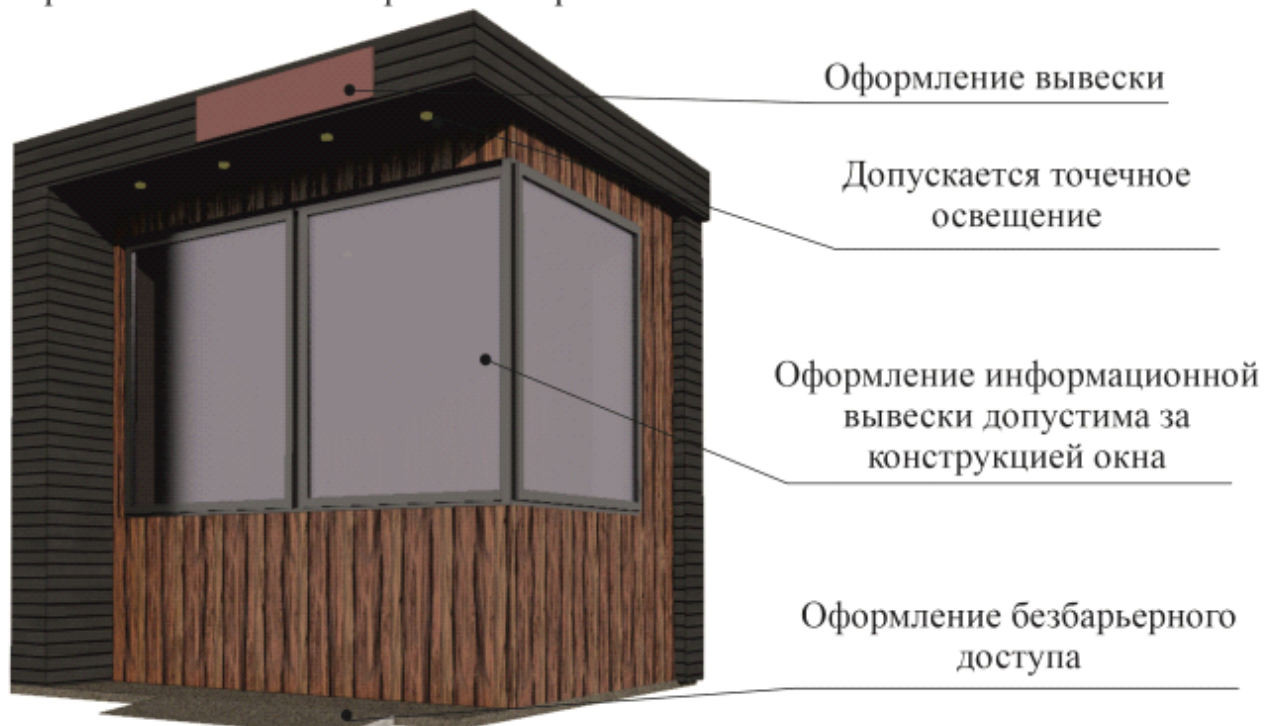 Оформление вывески
Допускается точечное
освещение
Оформление информационной
вывески допустима за
конструкцией окна
Оформление безбарьерного
доступа